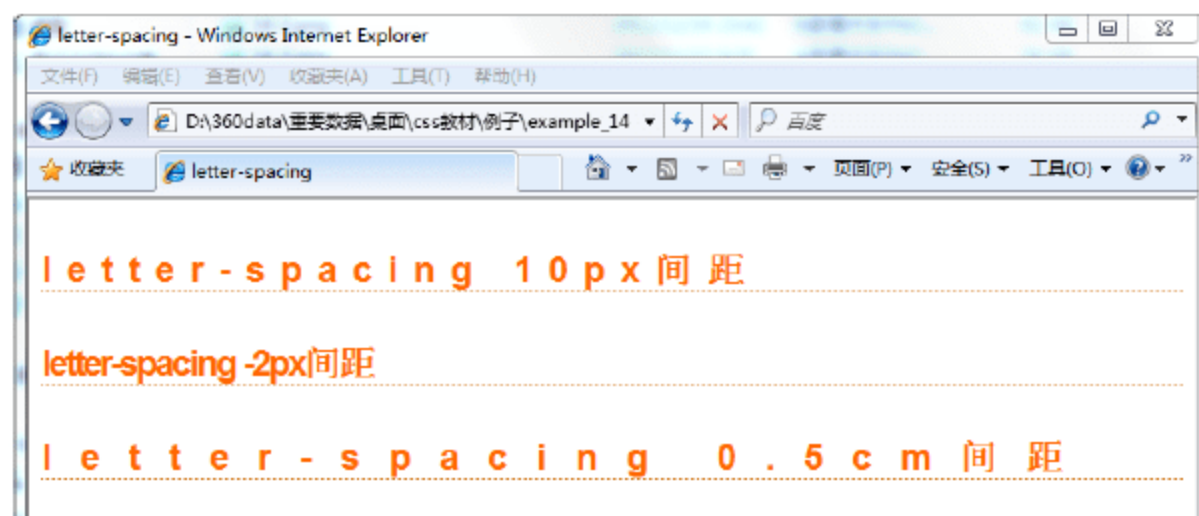 letter-spacing - Windows Internet Explorer
文件(F) 编辑(E) 查看(V) 收藏夹(A) 工具(T) 帮助(H)
D:\360data\重要数据\桌面\css教材\例子\example_14 百度
收藏夹 letter-spacing 页面(P) 安全(S) 工具(O) »
letter-spacing 10px间距
letter-spacing -2px间距
letter-spacing 0.5cm间距